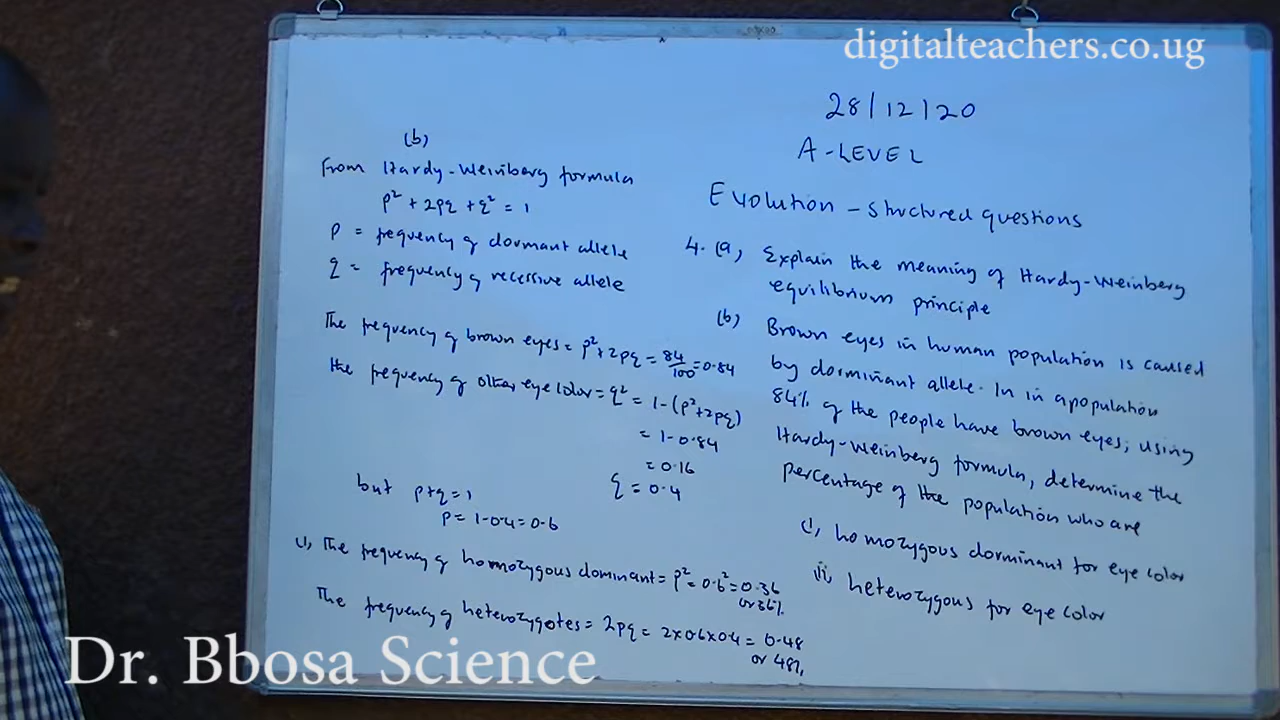 digitalteachers.co.ug
28/12/20
A-LEVEL
Evolution - structured questions
4. (a) Explain the meaning of Hardy-Weinberg
equilibrium principle
(b) Brown eyes in human population is caused
by dorminant allele. In in a population
84% of the people have brown eyes; using
Hardy-Weinberg formula, determine the
percentage of the population who are
i) homozygous dorminant for eye color
ii heterozygous for eye color
(b)
From Hardy-Weinberg formula
p² + 2pq + q² = 1
p = frequency of dormant allele
q = frequency of recessive allele
The frequency of brown eyes = p² + 2pq = 84/100 = 0.84
the frequency of other eye color = q² = 1-(p²+2pq)
= 1-0.84
= 0.16
q = 0.4
but p+q = 1
p = 1-0.4 = 0.6
i) The frequency of homozygous dominant = p² = 0.6² = 0.36
or 36%
The frequency of heterozygotes = 2pq = 2x0.6x0.4 = 0.48
or 48%
Dr. Bbosa Science